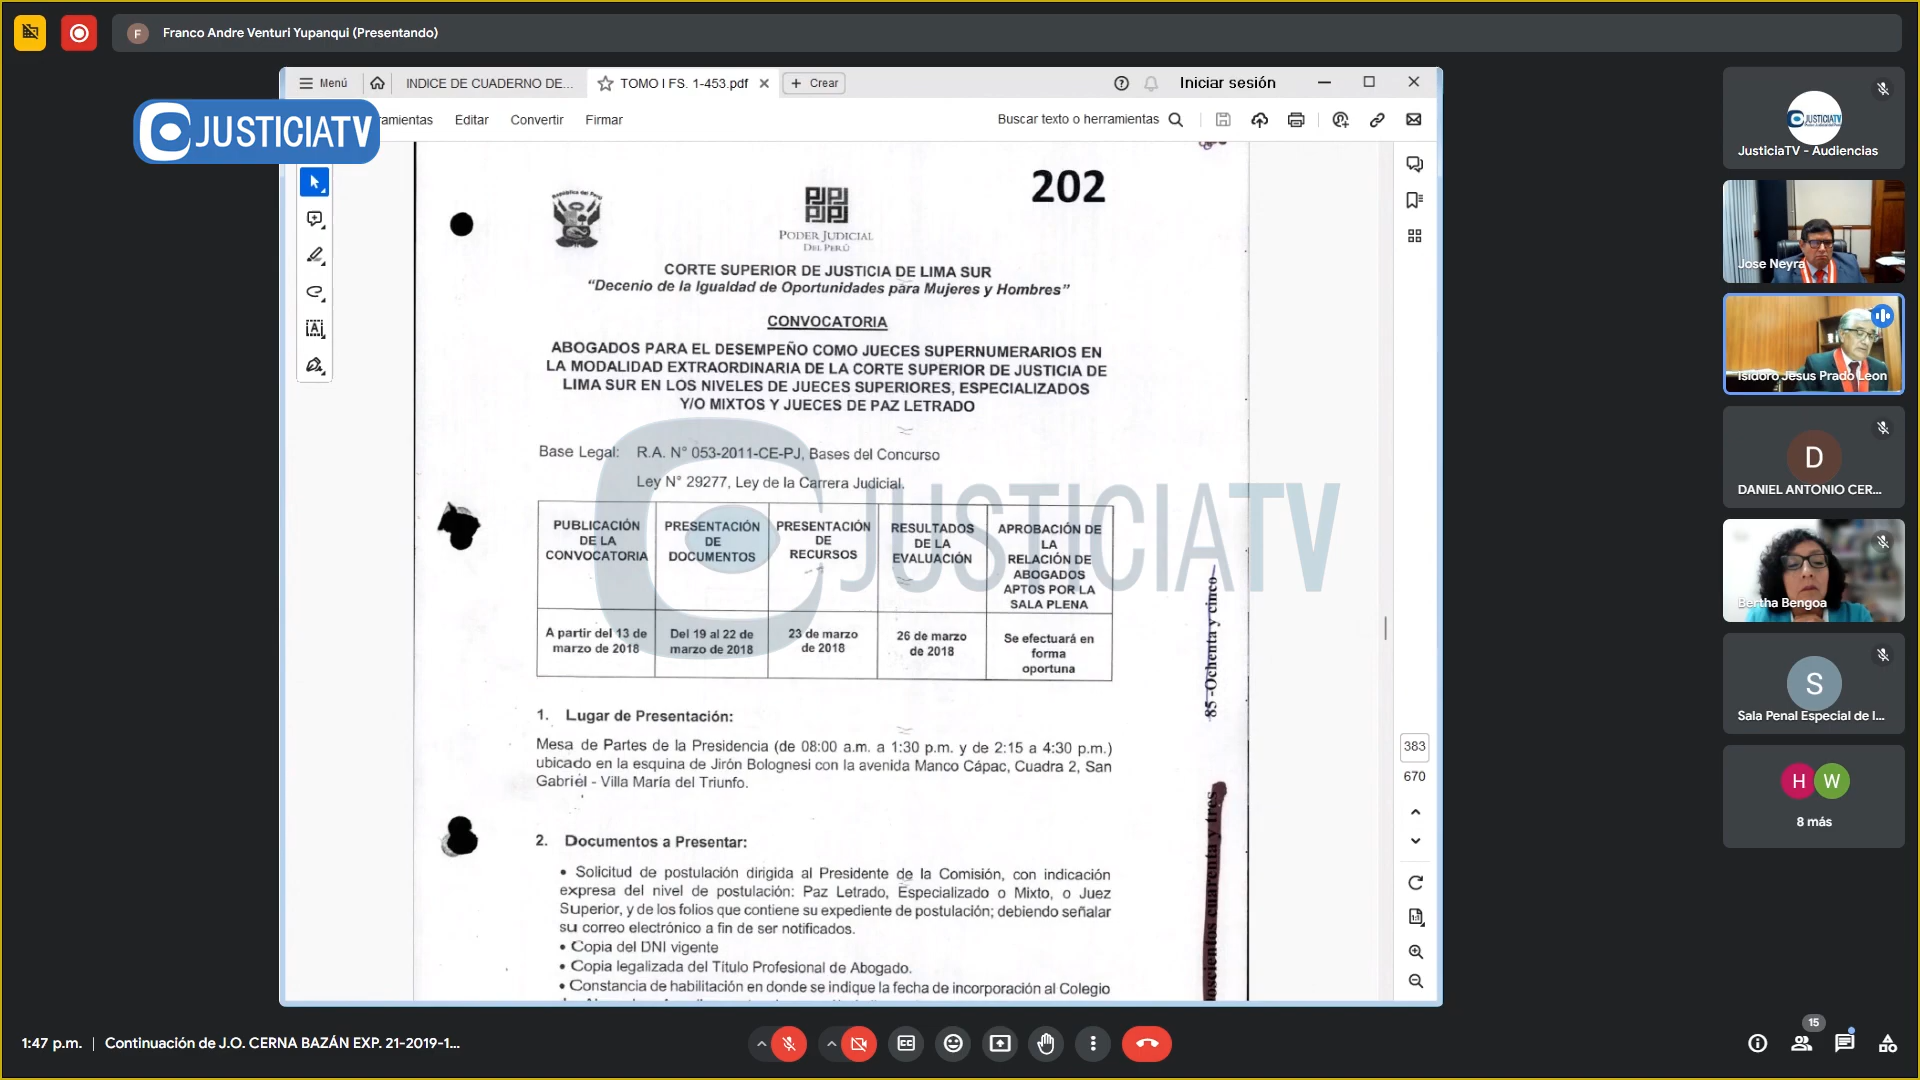 F Franco Andre Venturi Yupanqui (Presentando)
Menú
INDICE DE CUADERNO DE...
TOMO I FS. 1-453.pdf
Crear
Iniciar sesión
JUSTICIATV
ramientas
Editar
Convertir
Firmar
Buscar texto o herramientas
202
República del Perú
PODER JUDICIAL
DEL PERÚ
CORTE SUPERIOR DE JUSTICIA DE LIMA SUR
“Decenio de la Igualdad de Oportunidades para Mujeres y Hombres”
CONVOCATORIA
ABOGADOS PARA EL DESEMPEÑO COMO JUECES SUPERNUMERARIOS EN
LA MODALIDAD EXTRAORDINARIA DE LA CORTE SUPERIOR DE JUSTICIA DE
LIMA SUR EN LOS NIVELES DE JUECES SUPERIORES, ESPECIALIZADOS
Y/O MIXTOS Y JUECES DE PAZ LETRADO
Base Legal: R.A. N° 053-2011-CE-PJ, Bases del Concurso
Ley N° 29277, Ley de la Carrera Judicial.
JUSTICIATV
PUBLICACIÓN
DE LA
CONVOCATORIA
PRESENTACIÓN
DE
DOCUMENTOS
PRESENTACIÓN
DE
RECURSOS
RESULTADOS
DE LA
EVALUACIÓN
APROBACIÓN DE
LA
RELACIÓN DE
ABOGADOS
APTOS POR LA
SALA PLENA
A partir del 13 de
marzo de 2018
Del 19 al 22 de
marzo de 2018
23 de marzo
de 2018
26 de marzo
de 2018
Se efectuará en
forma
oportuna
85 -Ochenta y cinco
1. Lugar de Presentación:
Mesa de Partes de la Presidencia (de 08:00 a.m. a 1:30 p.m. y de 2:15 a 4:30 p.m.)
ubicado en la esquina de Jirón Bolognesi con la avenida Manco Cápac, Cuadra 2, San
Gabriel - Villa María del Triunfo.
2. Documentos a Presentar:
• Solicitud de postulación dirigida al Presidente de la Comisión, con indicación
expresa del nivel de postulación: Paz Letrado, Especializado o Mixto, o Juez
Superior, y de los folios que contiene su expediente de postulación; debiendo señalar
su correo electrónico a fin de ser notificados.
• Copia del DNI vigente
• Copia legalizada del Título Profesional de Abogado.
• Constancia de habilitación en donde se indique la fecha de incorporación al Colegio
cuarenta y tres
383
670
JUSTICIATV
JusticiaTV - Audiencias
Jose Neyra
Isidoro Jesus Prado Leon
D
DANIEL ANTONIO CER...
Bertha Bengoa
S
Sala Penal Especial de l...
H W
8 más
1:47 p.m. | Continuación de J.O. CERNA BAZÁN EXP. 21-2019-1...
15